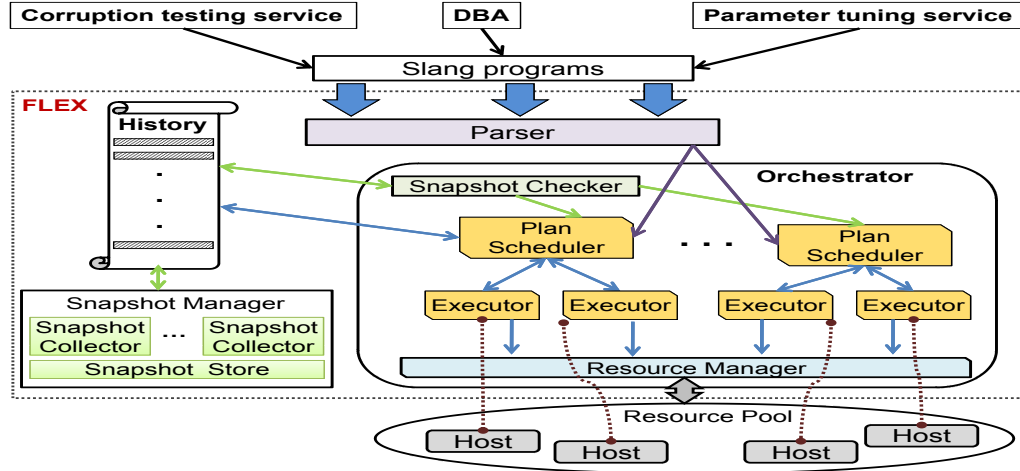 Corruption testing service
DBA
Parameter tuning service
Slang programs
FLEX
History
Parser
Orchestrator
Snapshot Checker
Plan
Scheduler
. . .
Plan
Scheduler
Snapshot Manager
Snapshot
Collector
...
Snapshot
Collector
Snapshot Store
Executor
Executor
Executor
Executor
Resource Manager
Resource Pool
Host
Host
Host
Host